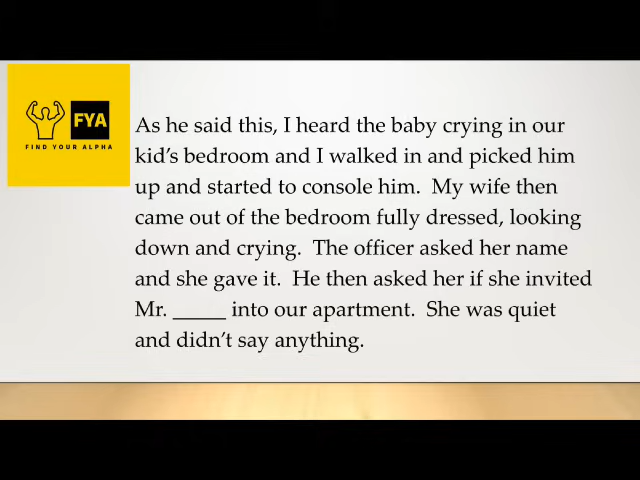 FYA
FIND YOUR ALPHA
As he said this, I heard the baby crying in our
kid's bedroom and I walked in and picked him
up and started to console him.  My wife then
came out of the bedroom fully dressed, looking
down and crying.  The officer asked her name
and she gave it.  He then asked her if she invited
Mr. _____ into our apartment.  She was quiet
and didn't say anything.